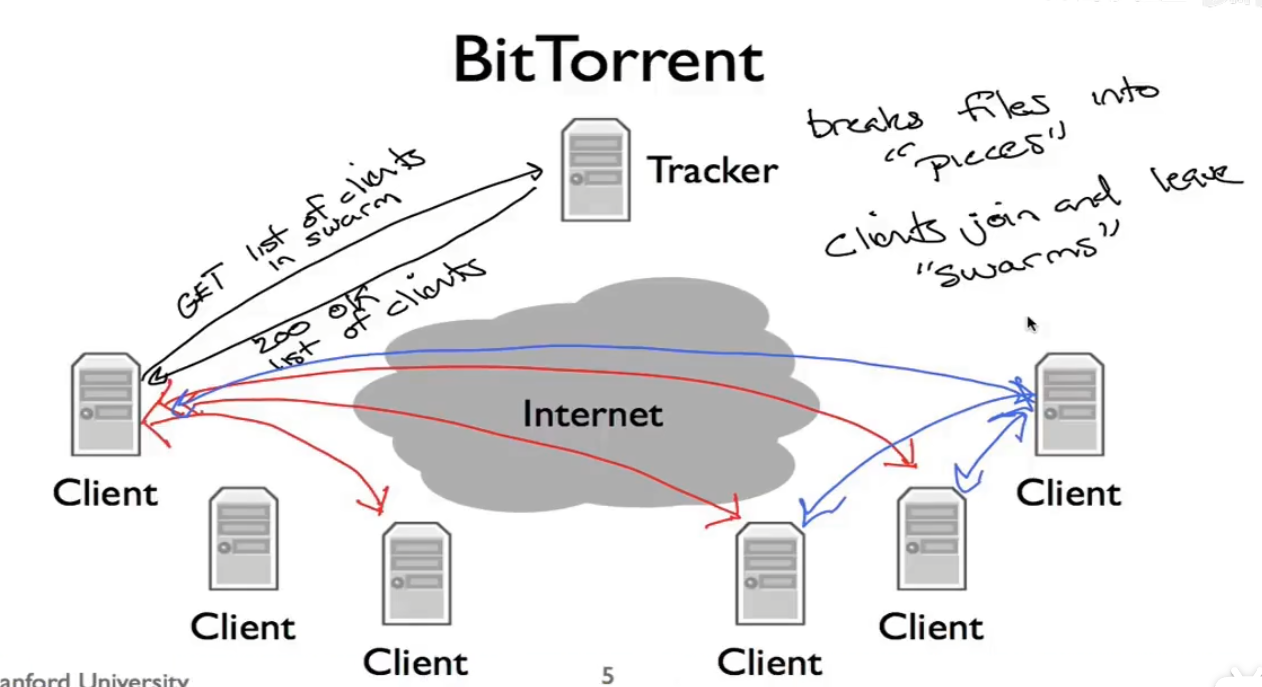 BitTorrent
breaks files into
"pieces"
Tracker
clients join and leave
"swarms"
GET list of clients
in swarm
200 OK
list of clients
Internet
Client
Client
Client
Client
Client
Client
anford University
5